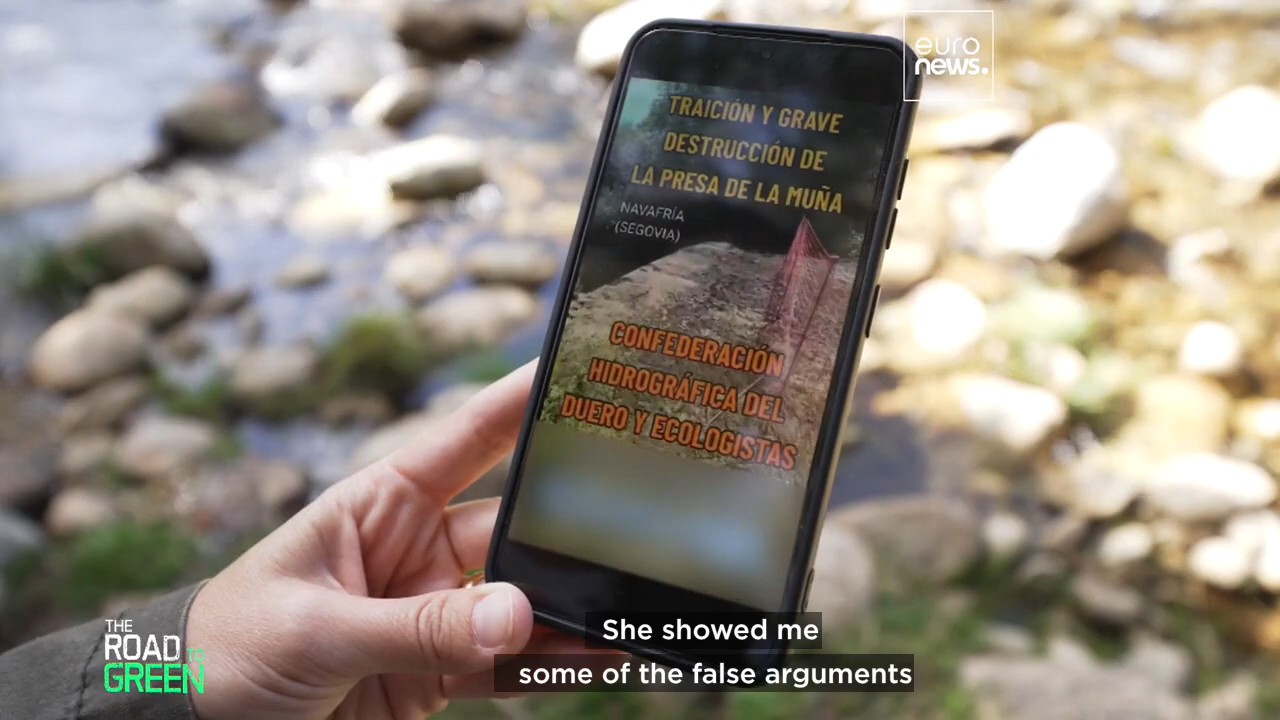 euro
news.
TRAICIÓN Y GRAVE
DESTRUCCIÓN DE
LA PRESA DE LA MUÑA
NAVAFRÍA
(SEGOVIA)
CONFEDERACIÓN
HIDROGRÁFICA DEL
DUERO Y ECOLOGISTAS
She showed me
some of the false arguments
THE
ROAD to
GREEN